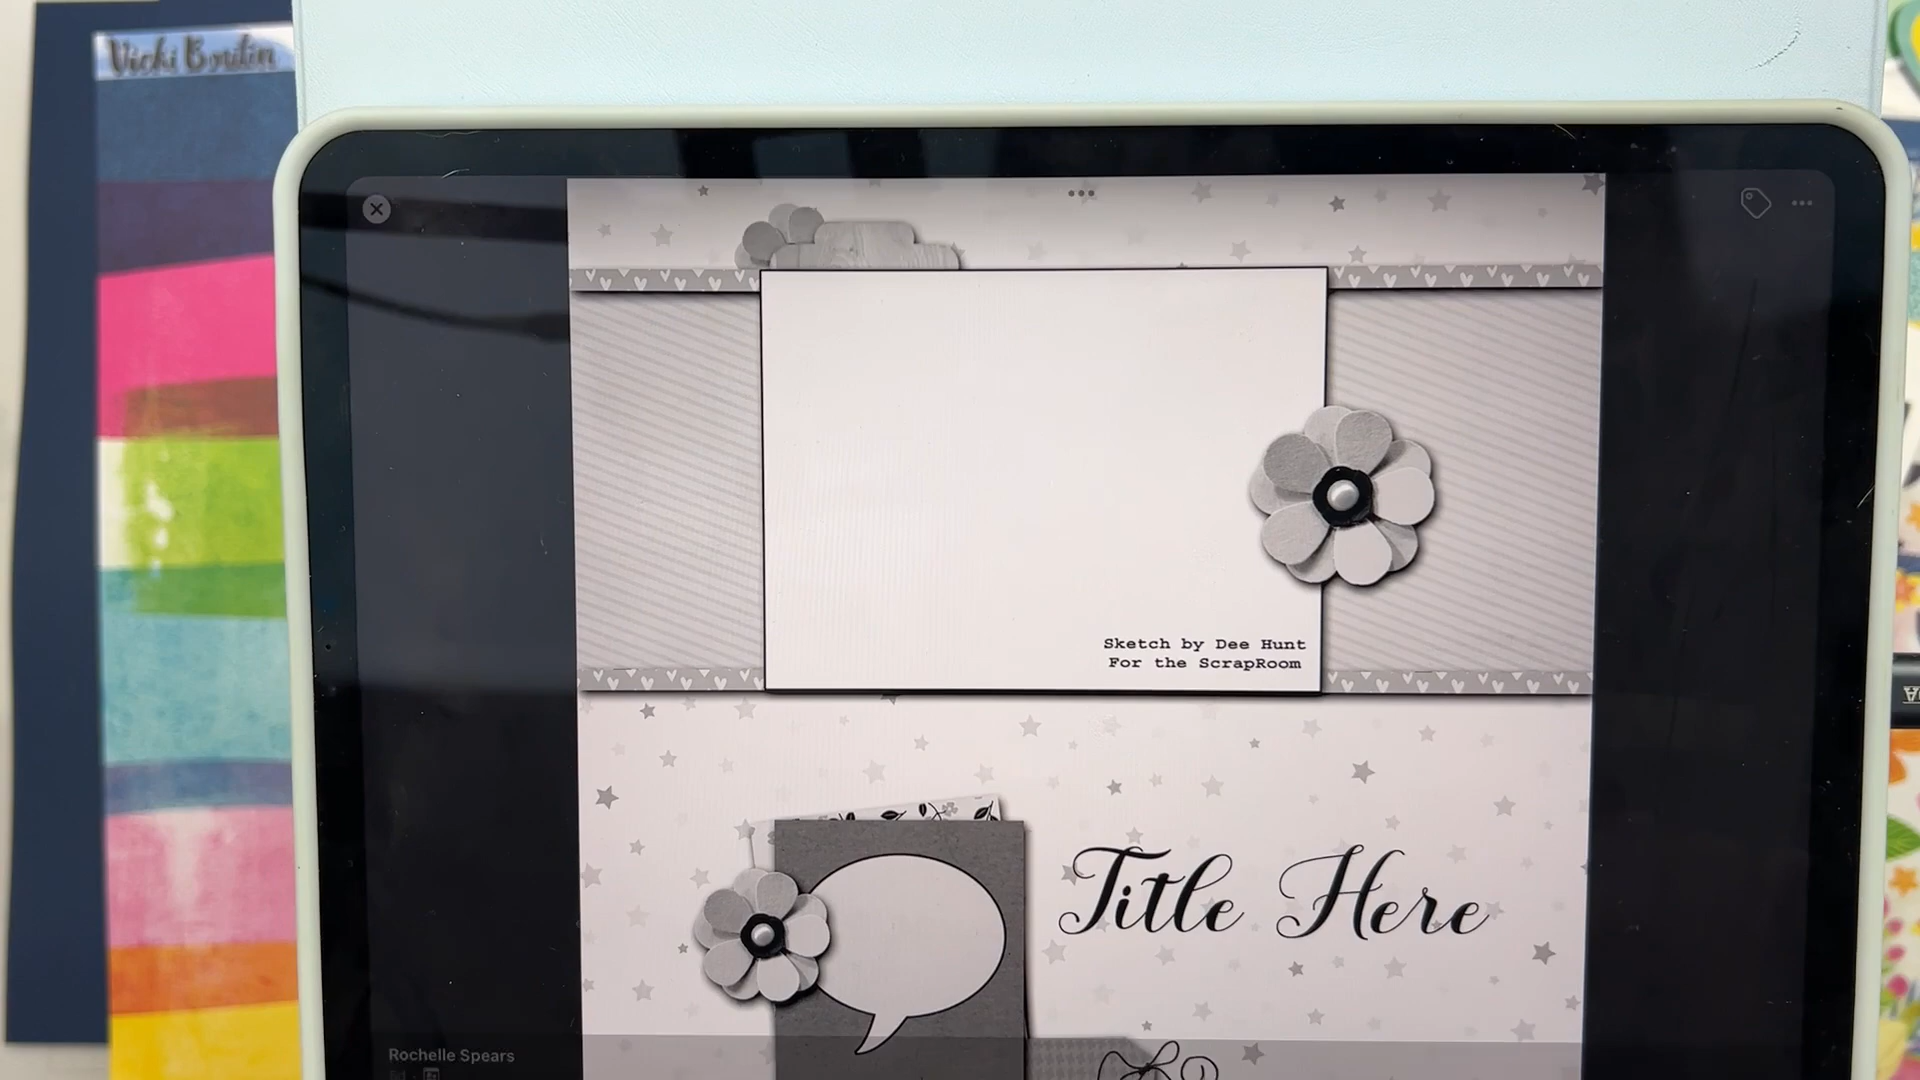 Vicki Boutin
Sketch by Dee Hunt
For the ScrapRoom
Title Here
Rochelle Spears